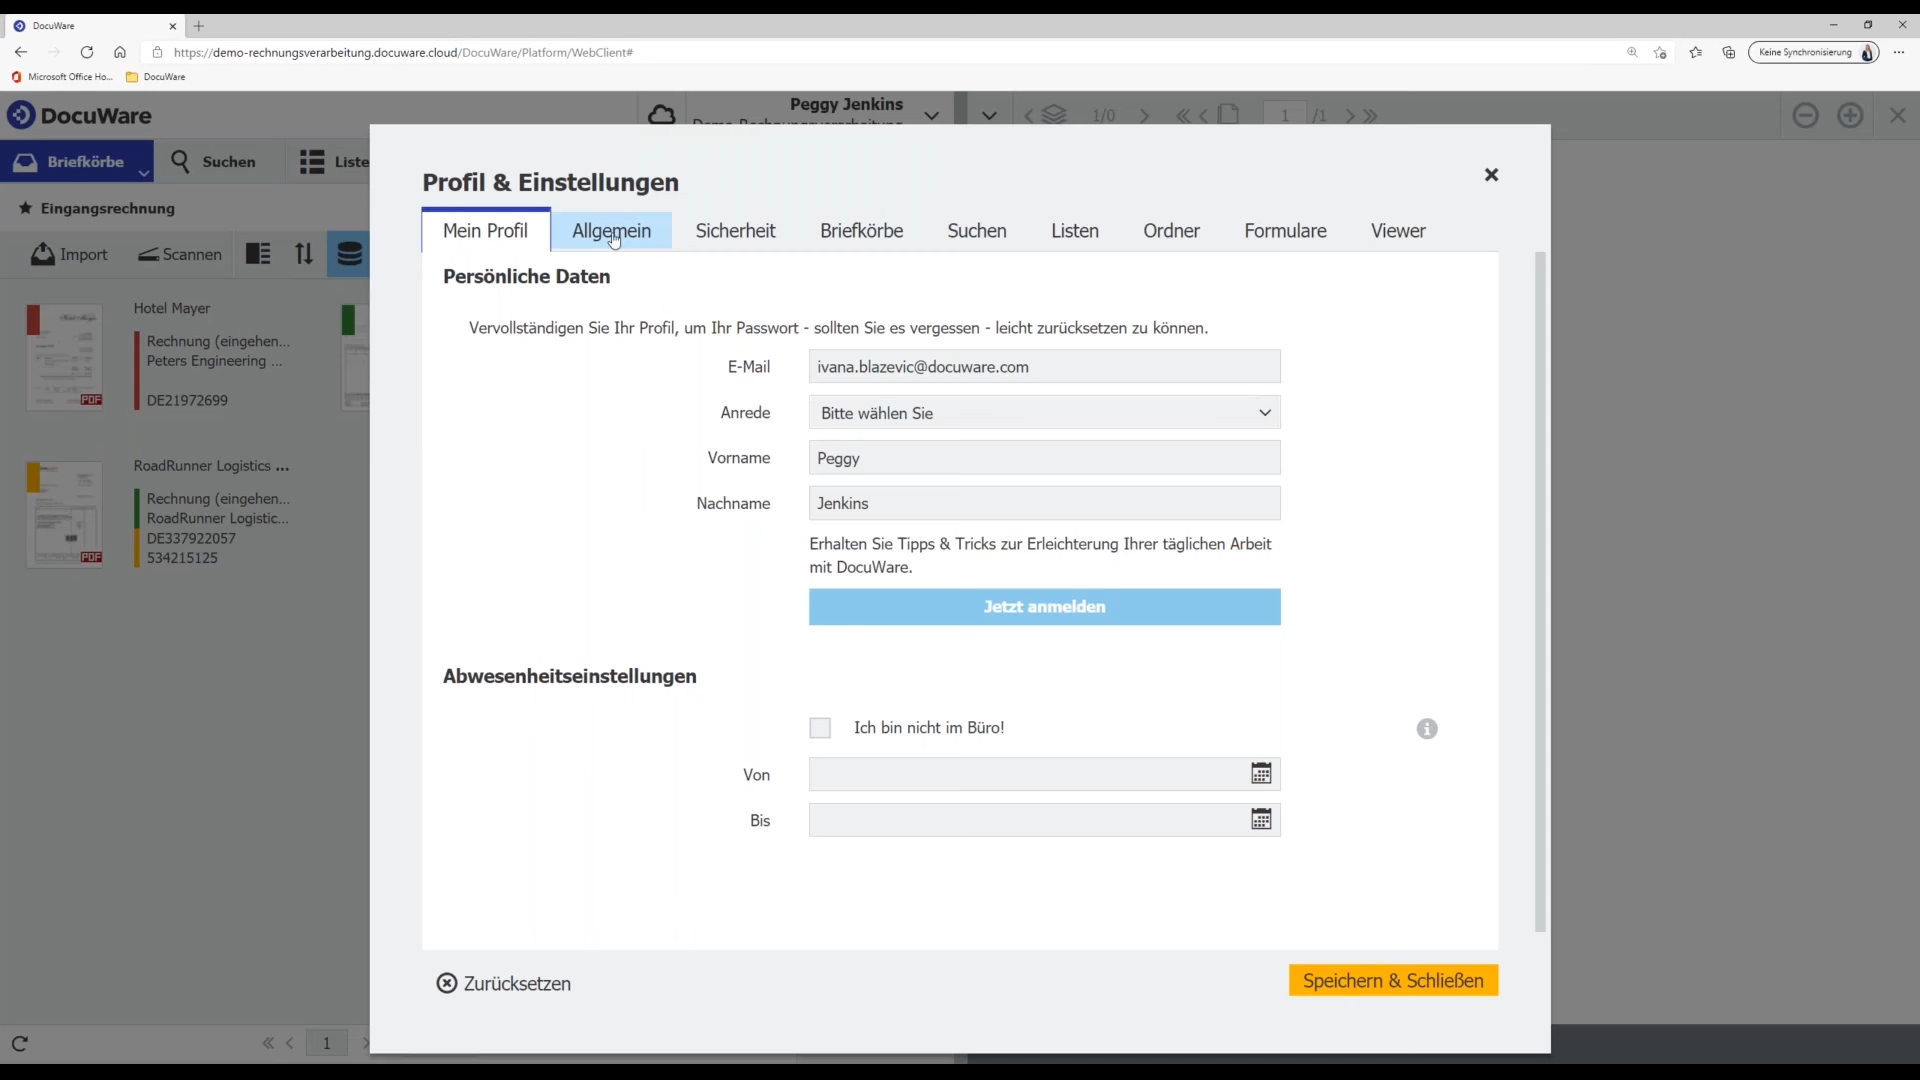 DocuWare
https://demo-rechnungsverarbeitung.docuware.cloud/DocuWare/Platform/WebClient#
Keine Synchronisierung
Microsoft Office Ho...
DocuWare
DocuWare
Peggy Jenkins
Demo-Rechnungsverarbeitung
1/0
1
/1
Briefkörbe
Suchen
Liste
Eingangsrechnung
Import
Scannen
Hotel Mayer
Rechnung (eingehen...
Peters Engineering ...
DE21972699
PDF
RoadRunner Logistics ...
Rechnung (eingehen...
RoadRunner Logistic...
DE337922057
534215125
PDF
1
Profil & Einstellungen
Mein Profil
Allgemein
Sicherheit
Briefkörbe
Suchen
Listen
Ordner
Formulare
Viewer
Persönliche Daten
Vervollständigen Sie Ihr Profil, um Ihr Passwort - sollten Sie es vergessen - leicht zurücksetzen zu können.
E-Mail
ivana.blazevic@docuware.com
Anrede
Bitte wählen Sie
Vorname
Peggy
Nachname
Jenkins
Erhalten Sie Tipps & Tricks zur Erleichterung Ihrer täglichen Arbeit
mit DocuWare.
Jetzt anmelden
Abwesenheitseinstellungen
Ich bin nicht im Büro!
Von
Bis
Zurücksetzen
Speichern & Schließen